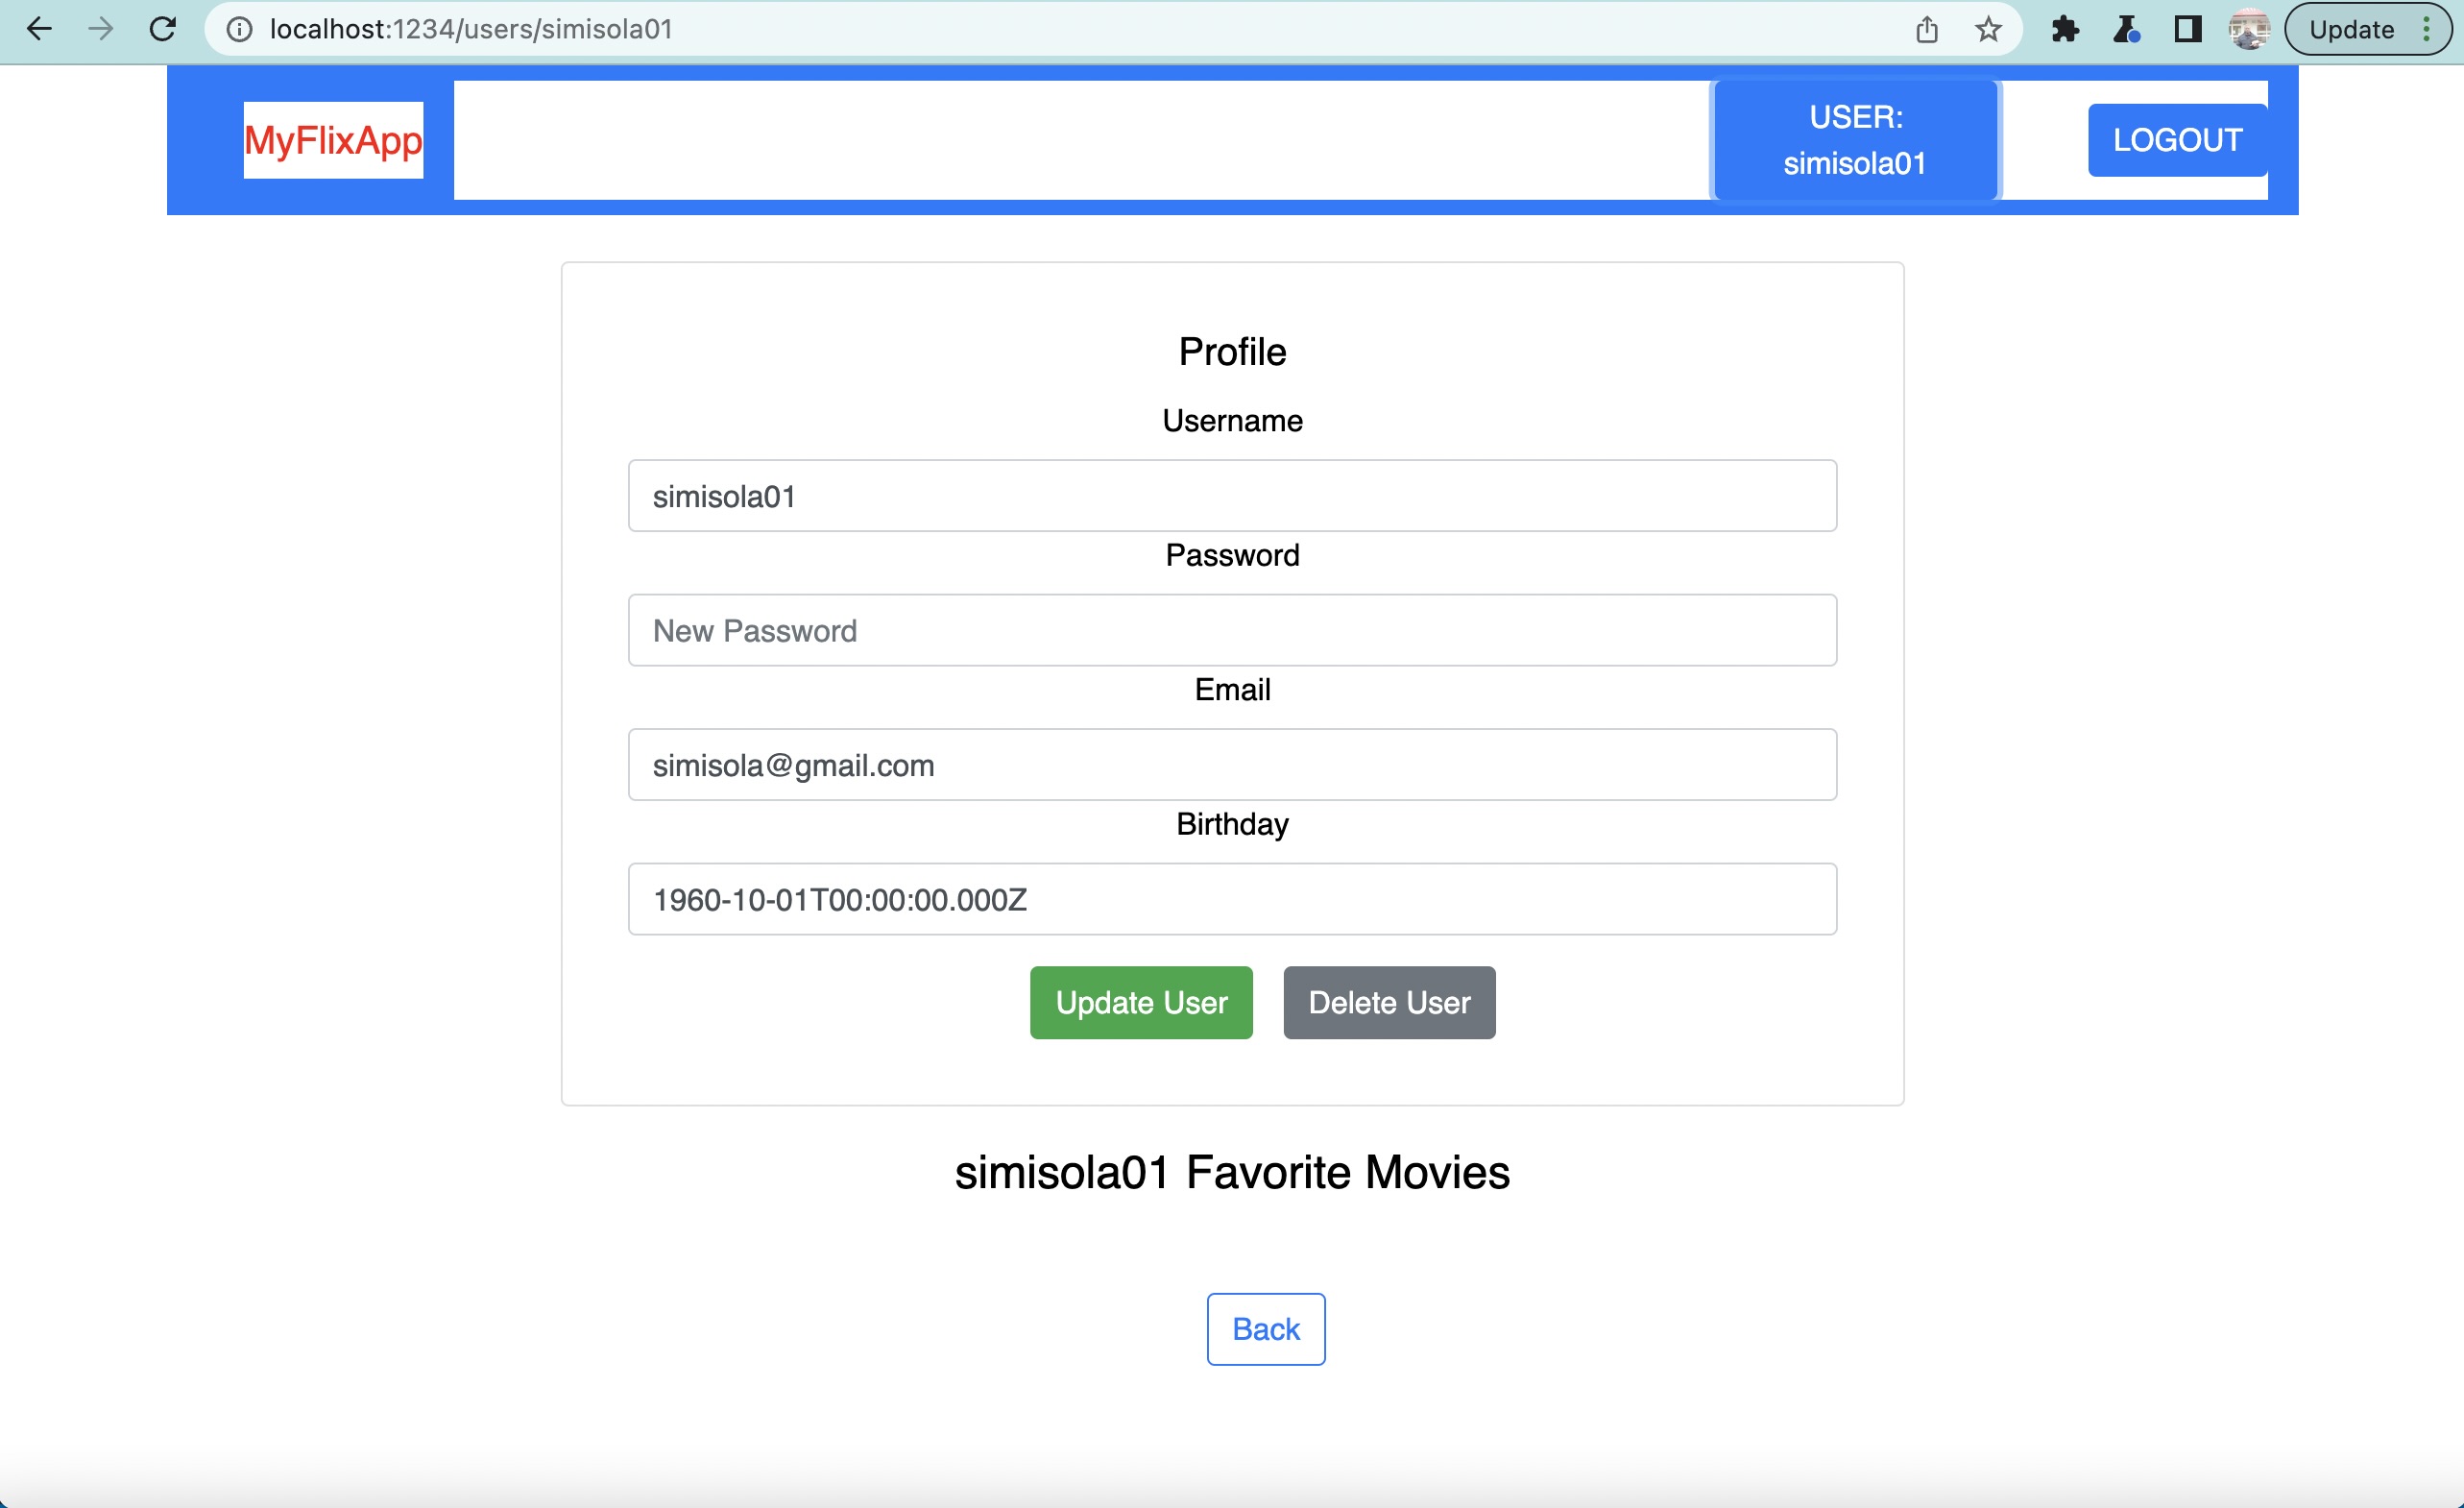 localhost:1234/users/simisola01
Update
MyFlixApp
USER:
simisola01
LOGOUT
Profile
Username
simisola01
Password
New Password
Email
simisola@gmail.com
Birthday
1960-10-01T00:00:00.000Z
Update User
Delete User
simisola01 Favorite Movies
Back